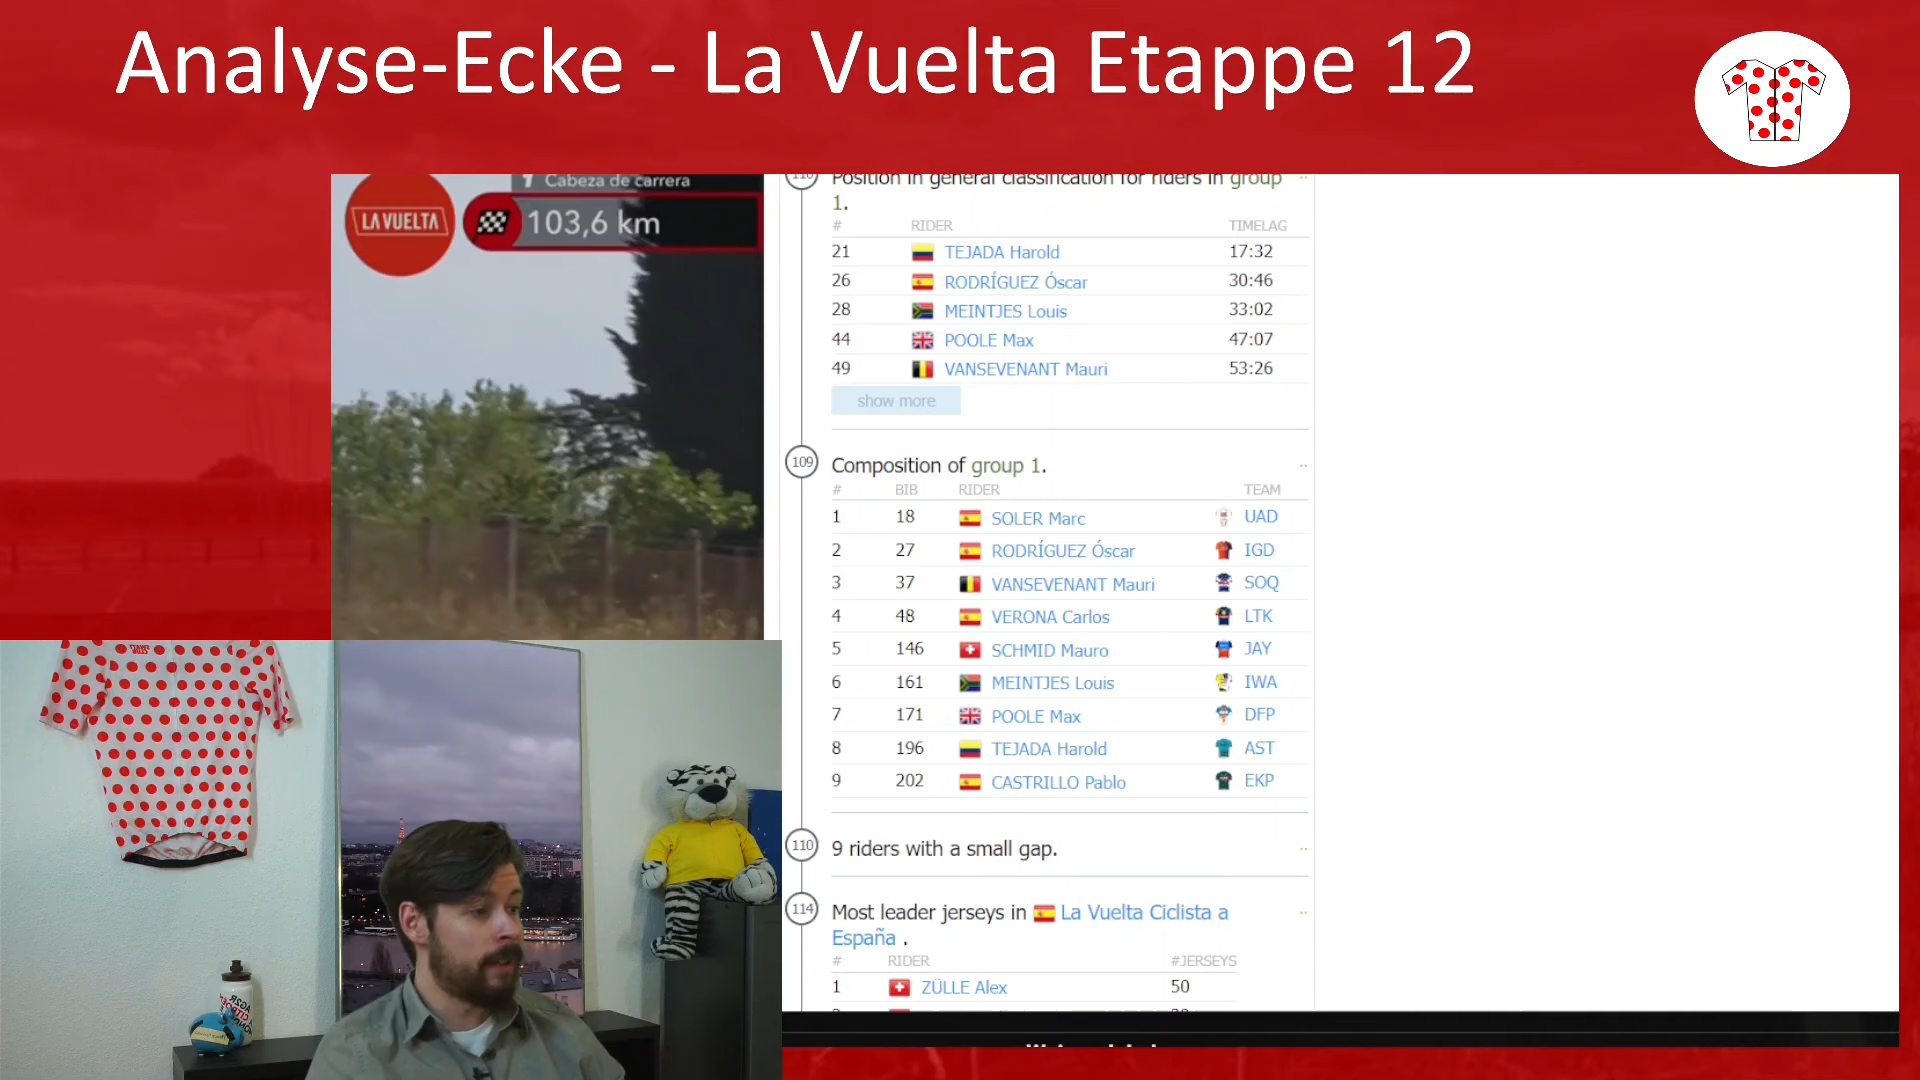 Analyse-Ecke - La Vuelta Etappe 12
Cabeza de carrera
LA VUELTA
103,6 km
110
Position in general classification for riders in group
1.
# RIDER TIMELAG
21 TEJADA Harold 17:32
26 RODRÍGUEZ Óscar 30:46
28 MEINTJES Louis 33:02
44 POOLE Max 47:07
49 VANSEVENANT Mauri 53:26
show more
109 Composition of group 1.
# BIB RIDER TEAM
1 18 SOLER Marc UAD
2 27 RODRÍGUEZ Óscar IGD
3 37 VANSEVENANT Mauri SOQ
4 48 VERONA Carlos LTK
5 146 SCHMID Mauro JAY
6 161 MEINTJES Louis IWA
7 171 POOLE Max DFP
8 196 TEJADA Harold AST
9 202 CASTRILLO Pablo EKP
110 9 riders with a small gap.
114 Most leader jerseys in La Vuelta Ciclista a
España .
# RIDER #JERSEYS
1 ZÜLLE Alex 50